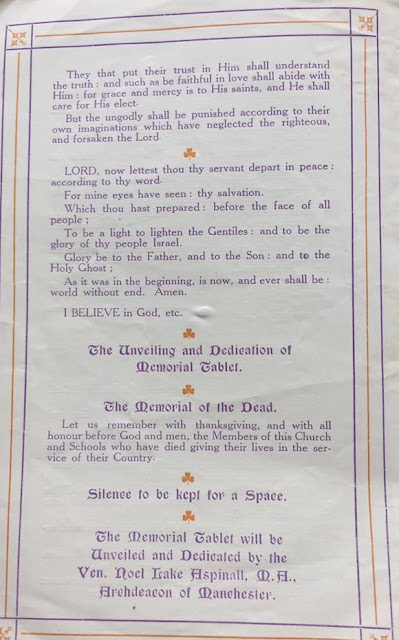 They that put their trust in Him shall understand
the truth : and such as be faithful in love shall abide with
Him : for grace and mercy is to His saints, and He shall
care for His elect.
But the ungodly shall be punished according to their
own imaginations which have neglected the righteous,
and forsaken the Lord.
LORD, now lettest thou thy servant depart in peace :
according to thy word.
For mine eyes have seen : thy salvation.
Which thou hast prepared : before the face of all
people ;
To be a light to lighten the Gentiles : and to be the
glory of thy people Israel.
Glory be to the Father, and to the Son : and to the
Holy Ghost ;
As it was in the beginning, is now, and ever shall be :
world without end. Amen.
I BELIEVE in God, etc.
The Unveiling and Dedication of
Memorial Tablet.
The Memorial of the Dead.
Let us remember with thanksgiving, and with all
honour before God and men, the Members of this Church
and Schools who have died giving their lives in the ser-
vice of their Country.
Silence to be kept for a Space.
The Memorial Tablet will be
Unveiled and Dedicated by the
Ven. Noel Lake Aspinall, M.A.,
Archdeacon of Manchester.